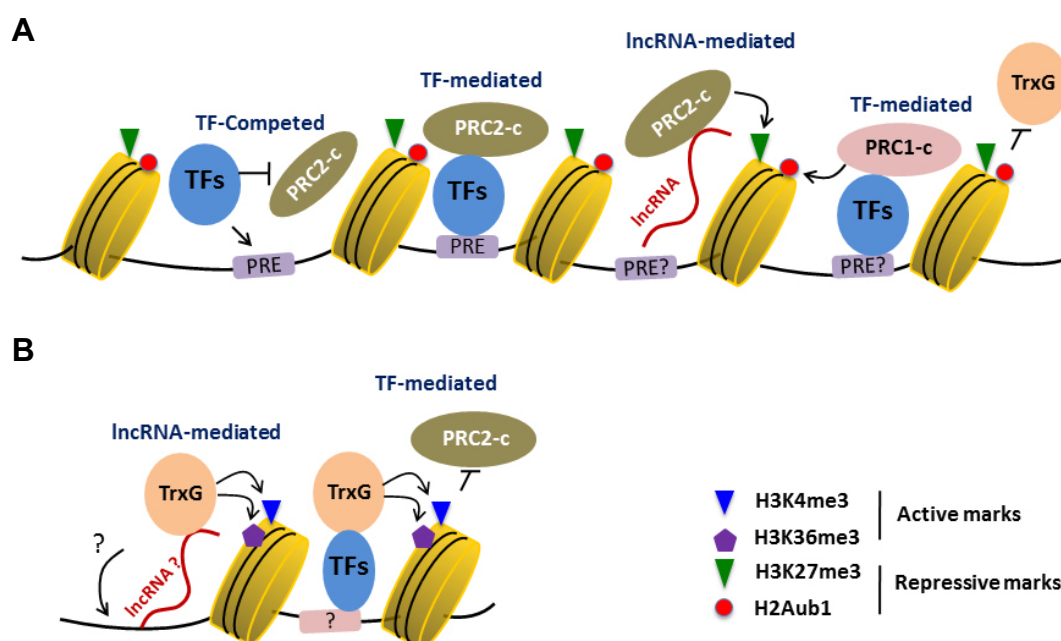 A
lncRNA-mediated
TF-mediated
TrxG
TF-Competed
TF-mediated
PRC2-c
PRC2-c
PRC2-c
PRC1-c
TFs
TFs
lncRNA
TFs
PRE
PRE
PRE?
PRE?
B
TF-mediated
lncRNA-mediated
PRC2-c
TrxG
TrxG
?
lncRNA ?
TFs
?
H3K4me3
H3K36me3
Active marks
H3K27me3
H2Aub1
Repressive marks